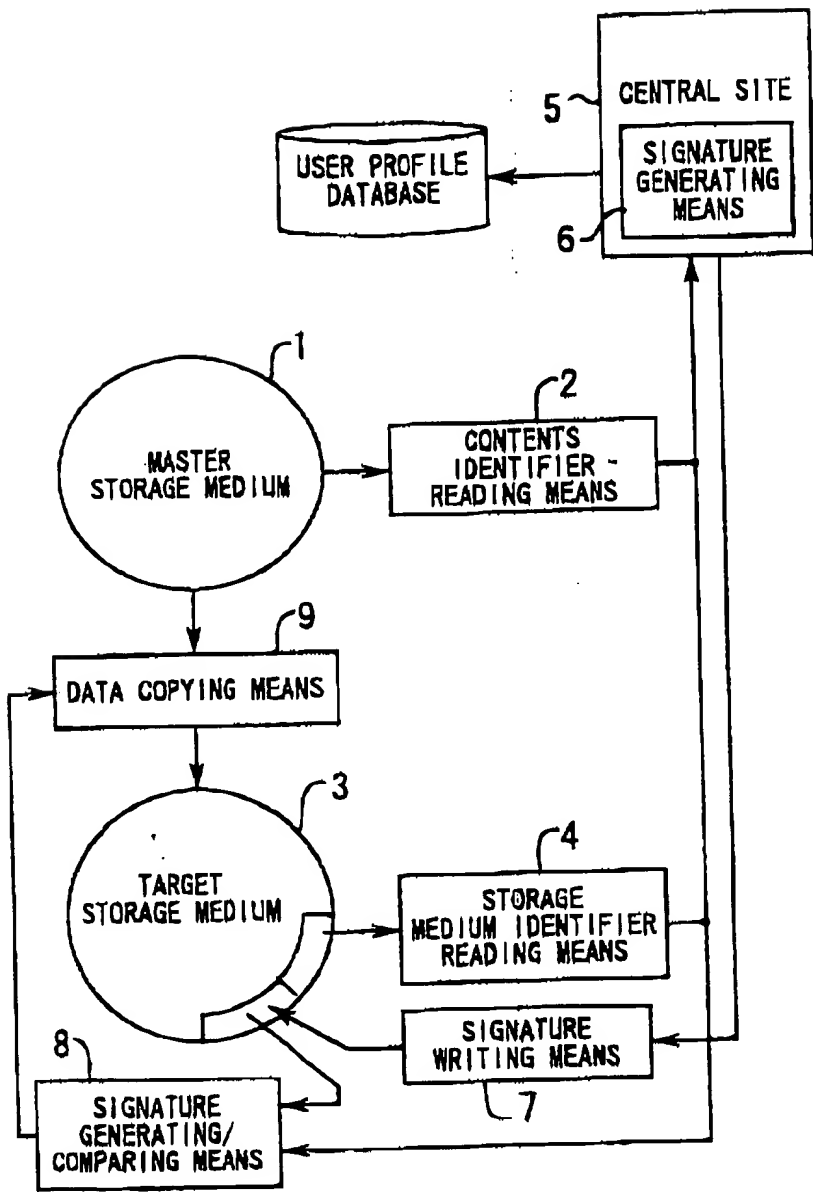 5
CENTRAL SITE
SIGNATURE
GENERATING
MEANS
6
USER PROFILE
DATABASE
1
MASTER
STORAGE MEDIUM
2
CONTENTS
IDENTIFIER-
READING MEANS
9
DATA COPYING MEANS
3
TARGET
STORAGE MEDIUM
4
STORAGE
MEDIUM IDENTIFIER
READING MEANS
SIGNATURE
WRITING MEANS
7
8
SIGNATURE
GENERATING/
COMPARING MEANS